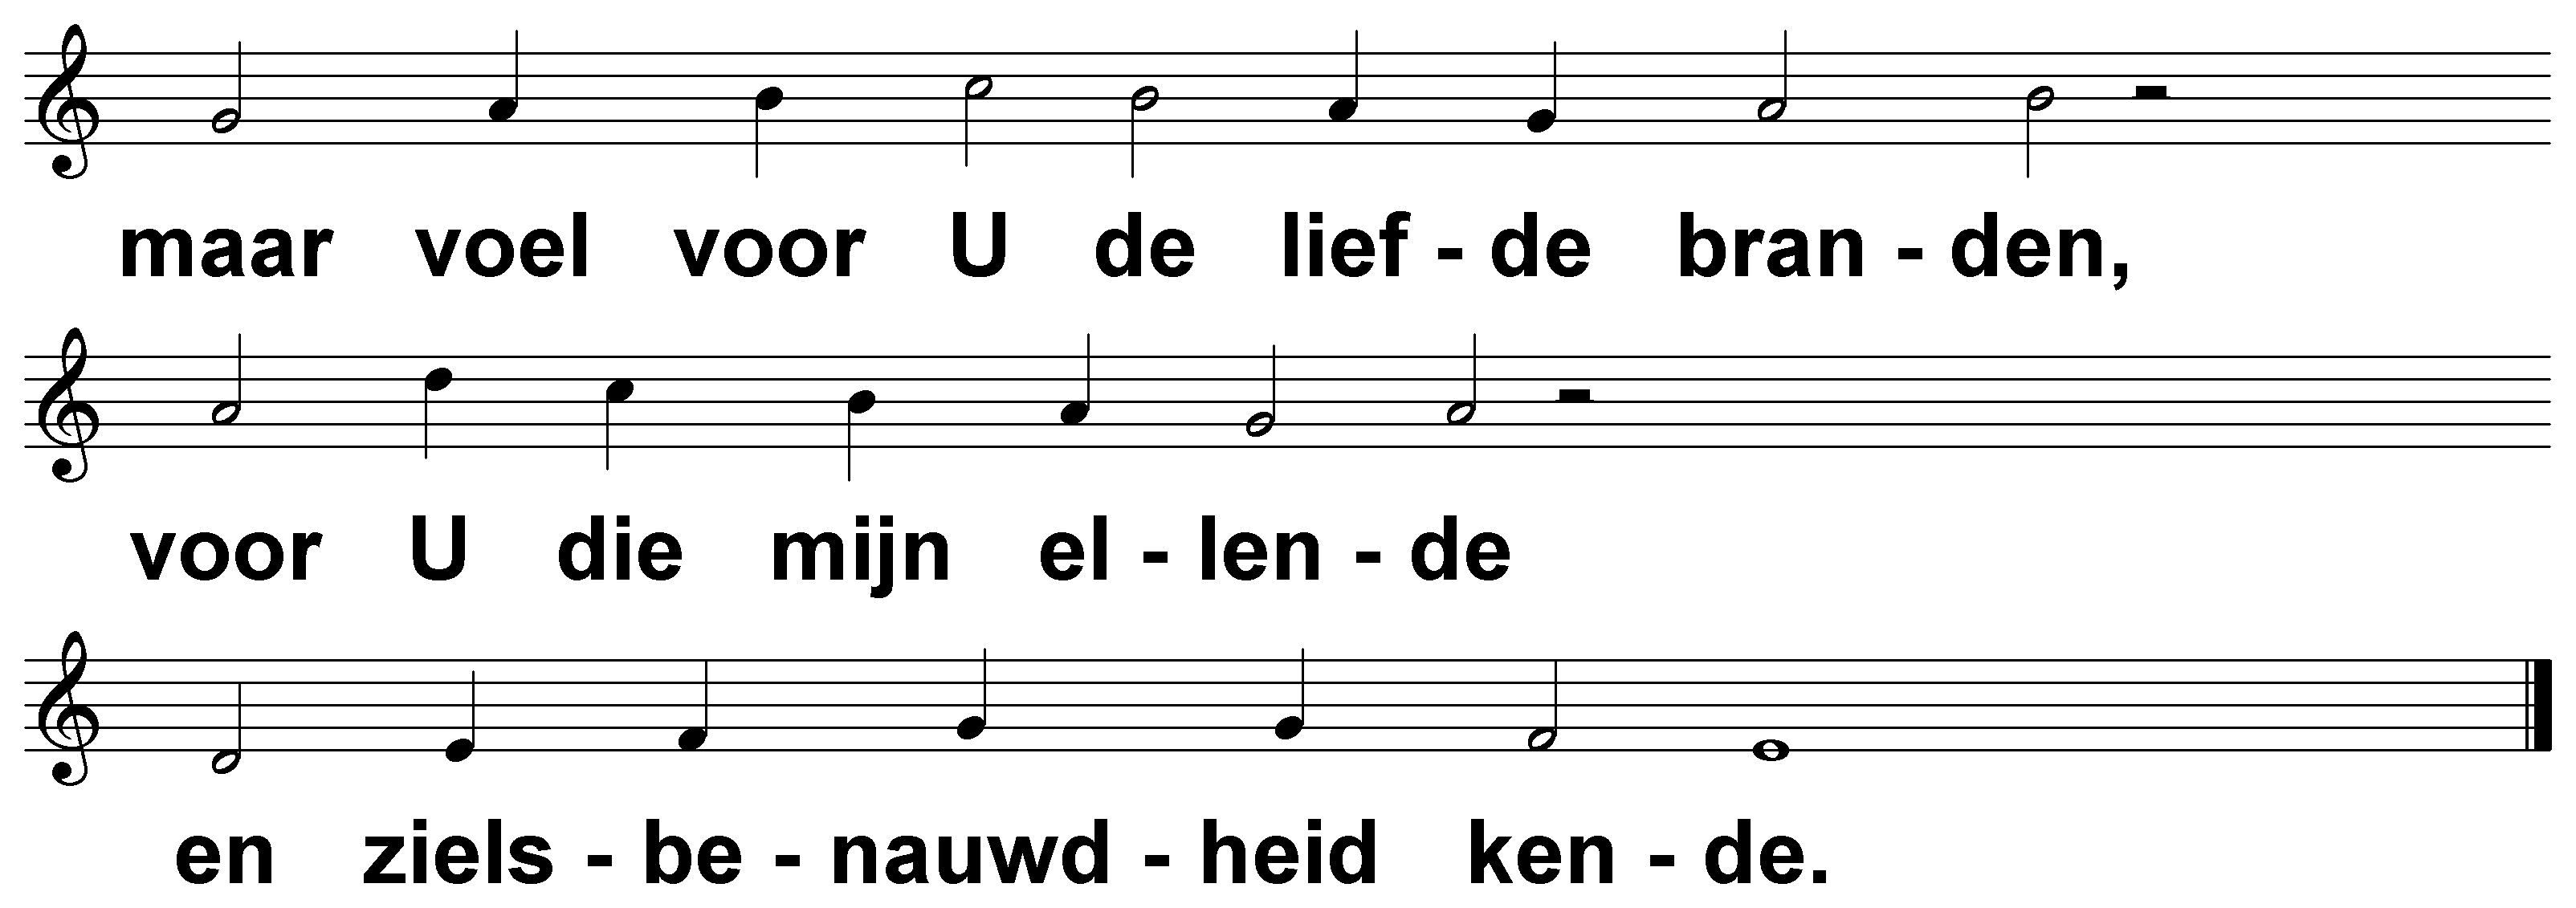 maar voel voor U de lief - de bran - den,
voor U die mijn el - len - de
en ziels - be - nauwd - heid ken - de.